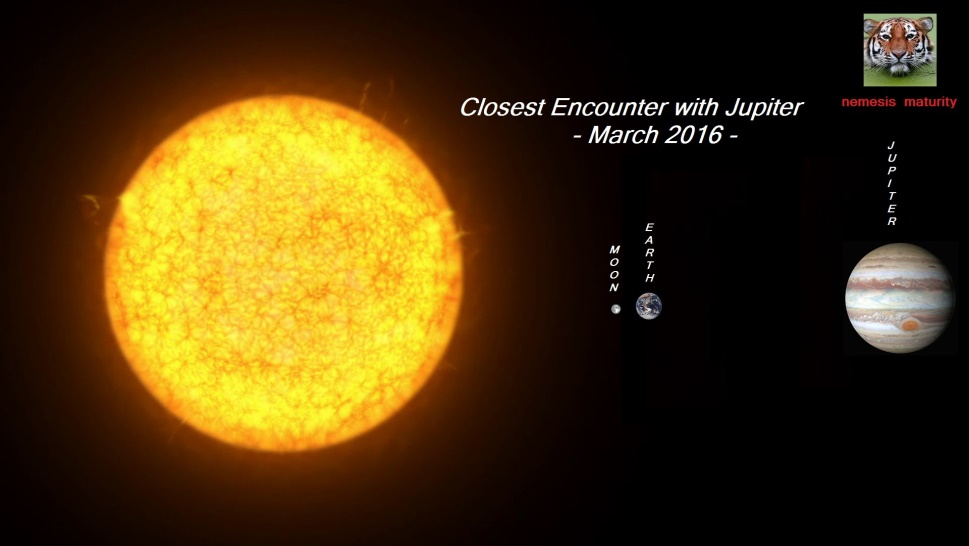 Closest Encounter with Jupiter
- March 2016 -
nemesis maturity
MOON
EARTH
JUPITER